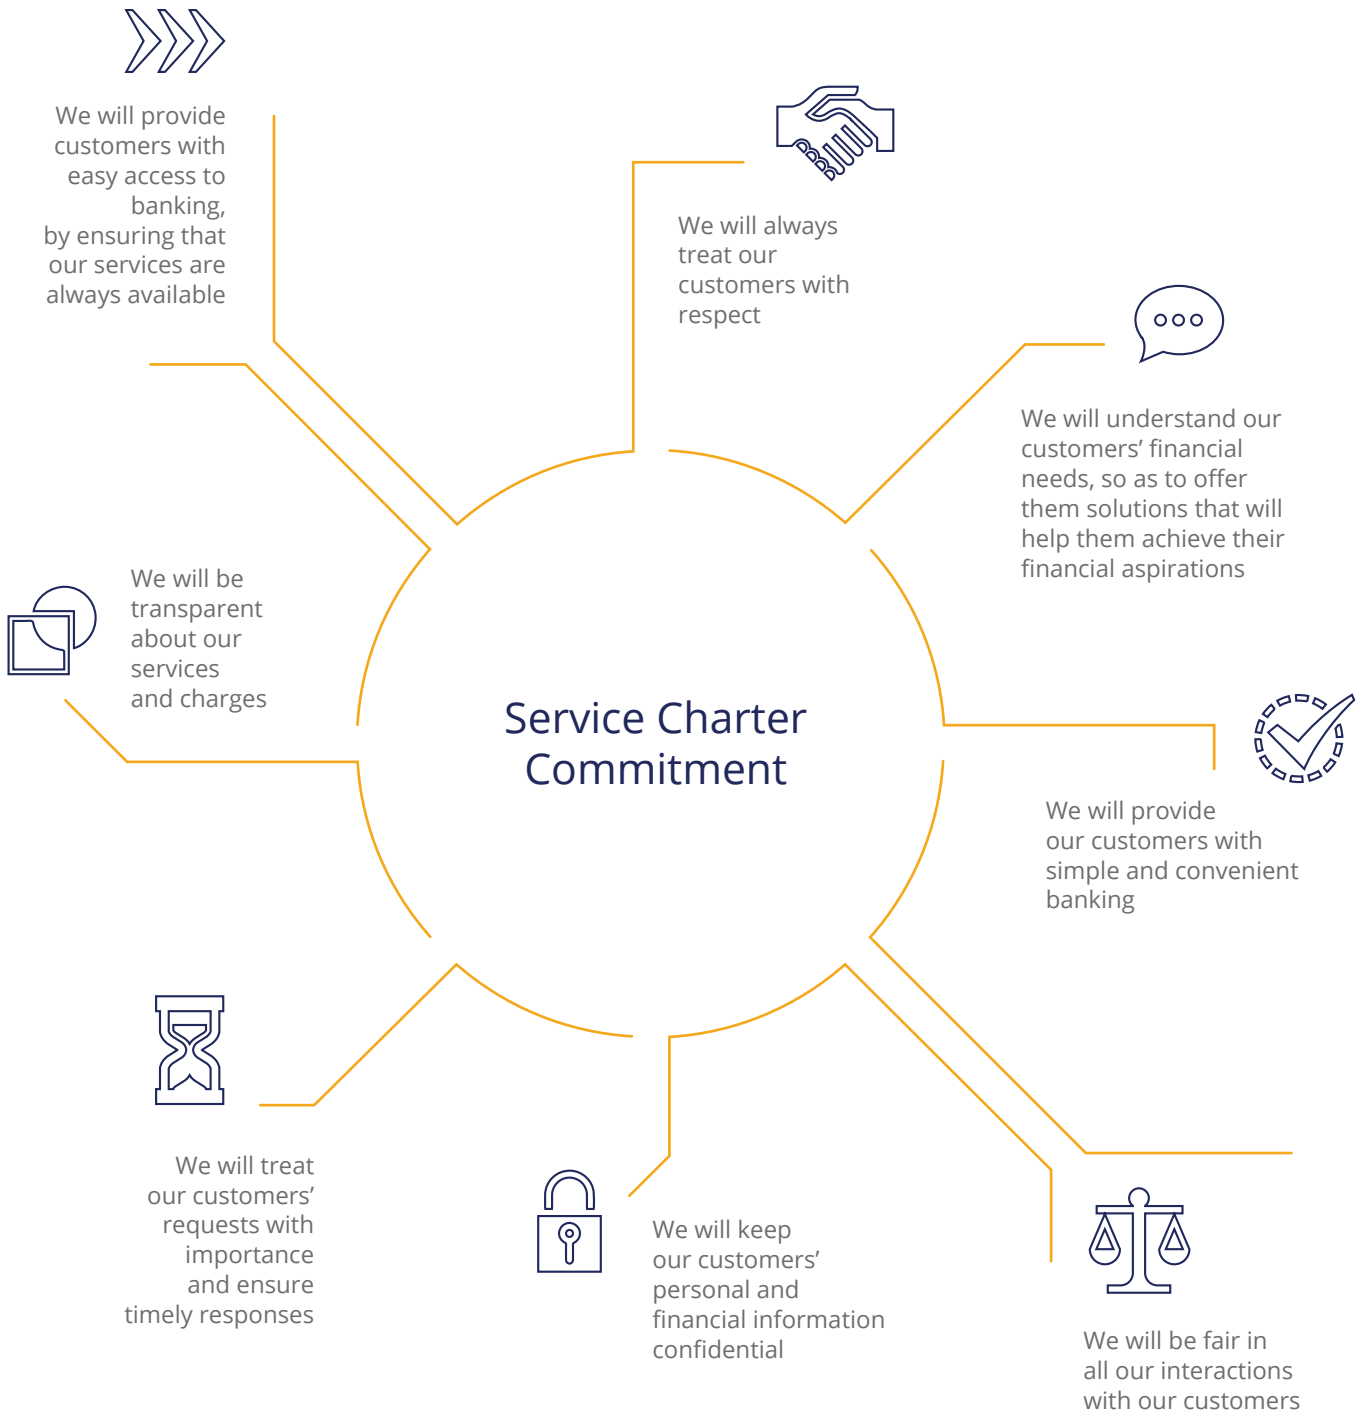 We will provide
customers with
easy access to
banking,
by ensuring that
our services are
always available
We will always
treat our
customers with
respect
We will understand our
customers’ financial
needs, so as to offer
them solutions that will
help them achieve their
financial aspirations
We will be
transparent
about our
services
and charges
Service Charter
Commitment
We will provide
our customers with
simple and convenient
banking
We will treat
our customers’
requests with
importance
and ensure
timely responses
We will keep
our customers’
personal and
financial information
confidential
We will be fair in
all our interactions
with our customers